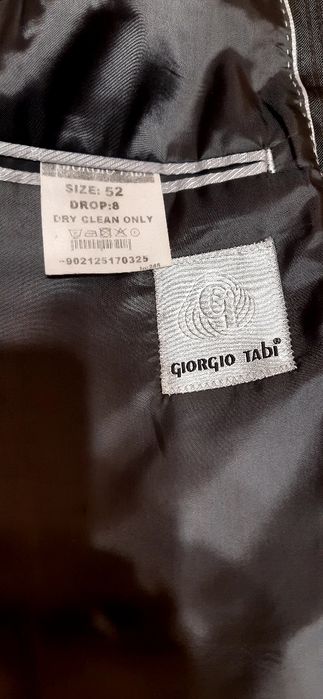 SIZE: 52
DROP:8
DRY CLEAN ONLY
-902125170325
GIORGIO TABİ®